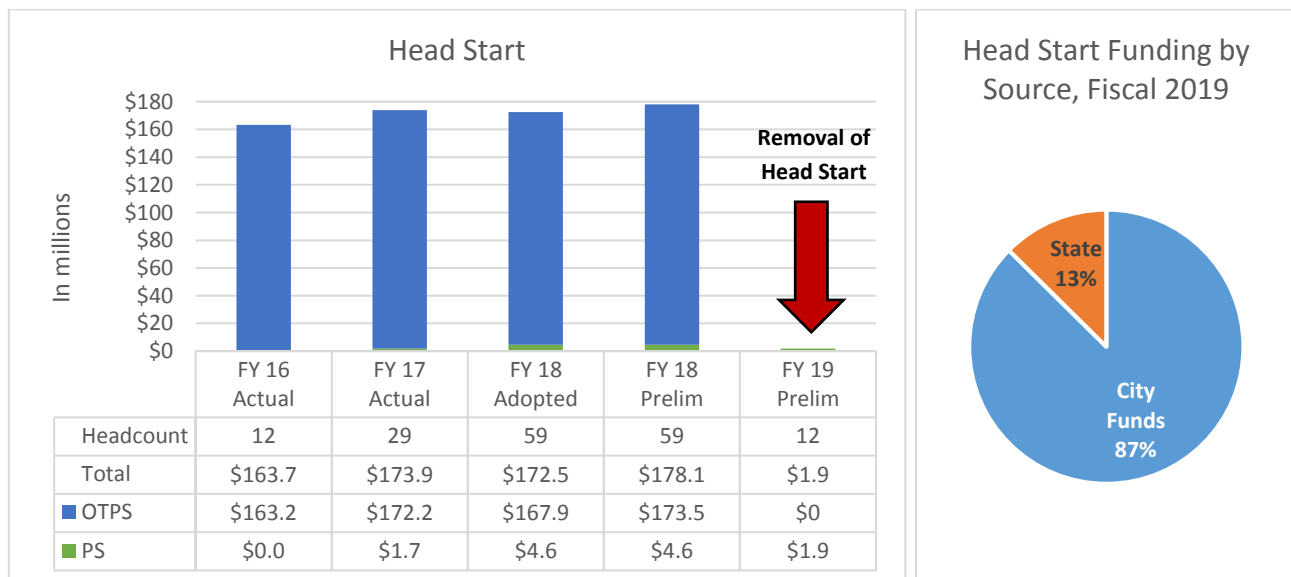 Head Start
$180
$160
$140
$120
$100
$80
$60
$40
$20
$0
In millions
Removal of
Head Start
FY 16 FY 17 FY 18 FY 18 FY 19
Actual Actual Adopted Prelim Prelim
Headcount 12 29 59 59 12
Total $163.7 $173.9 $172.5 $178.1 $1.9
OTPS $163.2 $172.2 $167.9 $173.5 $0
PS $0.0 $1.7 $4.6 $4.6 $1.9
Head Start Funding by
Source, Fiscal 2019
State
13%
City
Funds
87%